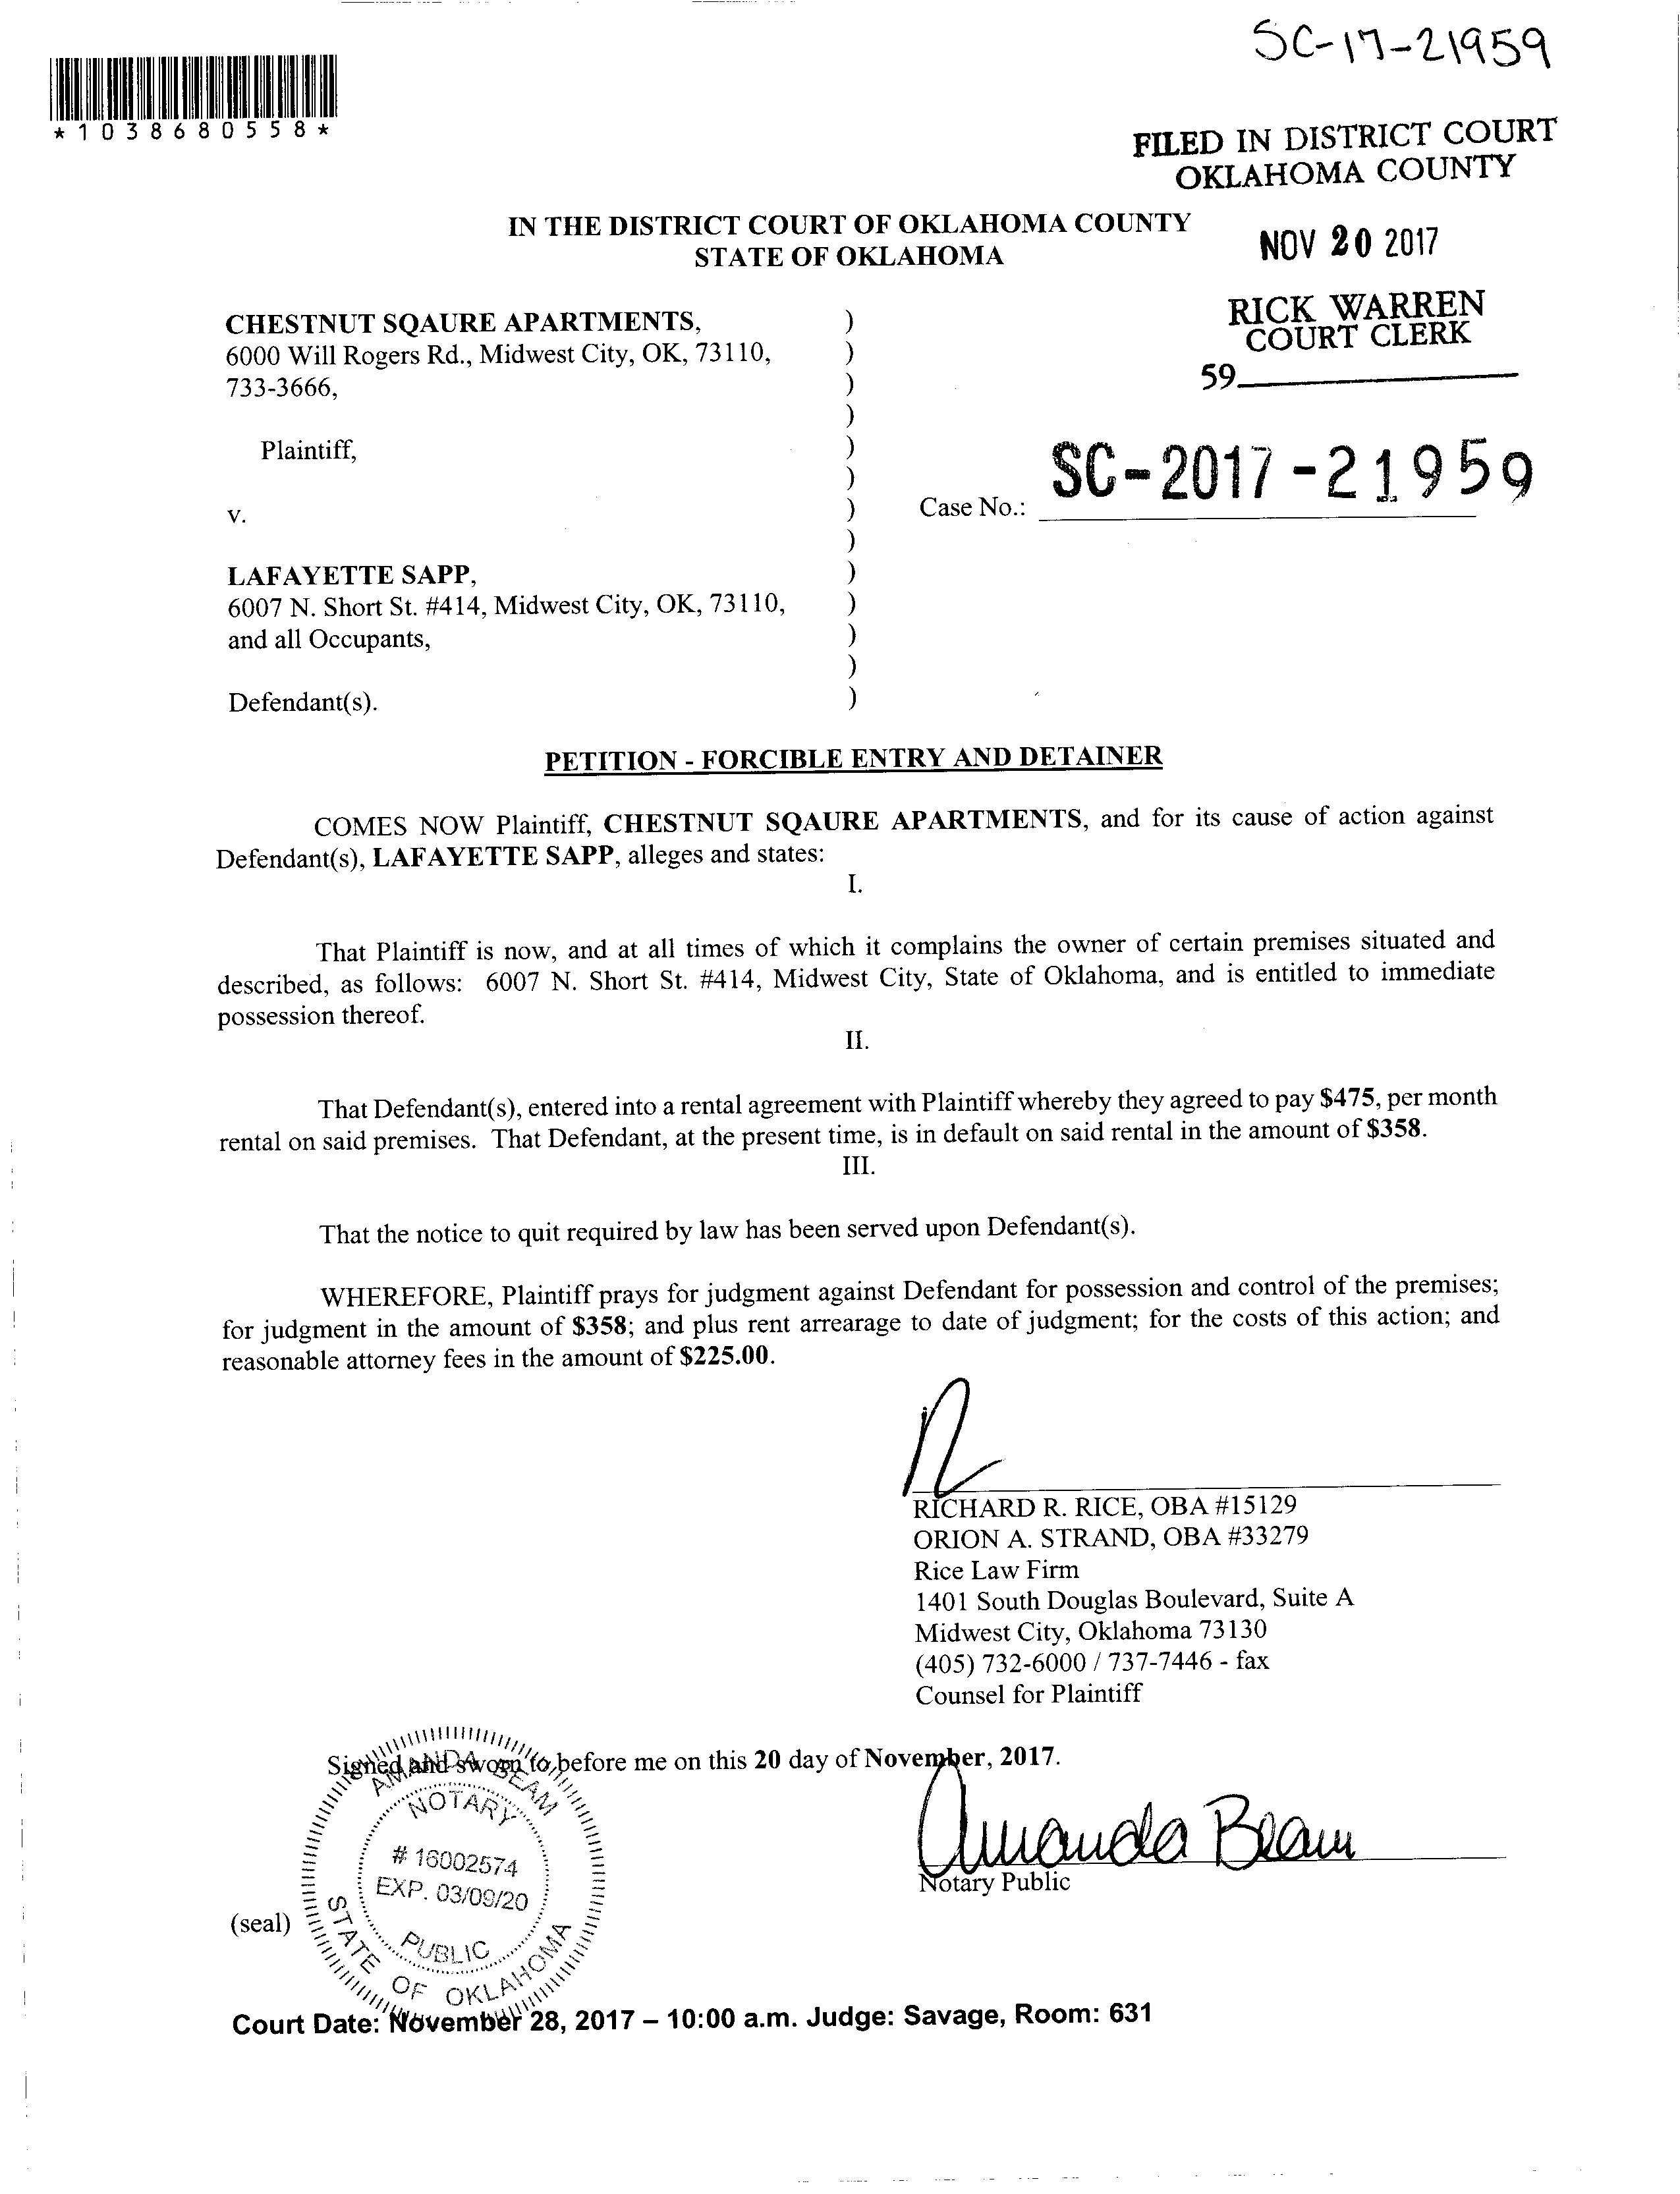 SC-17-21959
*1038680558*
FILED IN DISTRICT COURT
OKLAHOMA COUNTY
IN THE DISTRICT COURT OF OKLAHOMA COUNTY
STATE OF OKLAHOMA
NOV 20 2017
RICK WARREN
COURT CLERK
59
CHESTNUT SQAURE APARTMENTS, )
6000 Will Rogers Rd., Midwest City, OK, 73110, )
733-3666, )
)
Plaintiff, )
)
v. )
Case No.: SC-2017-21959
)
LAFAYETTE SAPP, )
6007 N. Short St. #414, Midwest City, OK, 73110, )
and all Occupants, )
)
Defendant(s). )
PETITION - FORCIBLE ENTRY AND DETAINER
COMES NOW Plaintiff, CHESTNUT SQAURE APARTMENTS, and for its cause of action against
Defendant(s), LAFAYETTE SAPP, alleges and states:
I.
That Plaintiff is now, and at all times of which it complains the owner of certain premises situated and
described, as follows: 6007 N. Short St. #414, Midwest City, State of Oklahoma, and is entitled to immediate
possession thereof.
II.
That Defendant(s), entered into a rental agreement with Plaintiff whereby they agreed to pay $475, per month
rental on said premises. That Defendant, at the present time, is in default on said rental in the amount of $358.
III.
That the notice to quit required by law has been served upon Defendant(s).
WHEREFORE, Plaintiff prays for judgment against Defendant for possession and control of the premises;
for judgment in the amount of $358; and plus rent arrearage to date of judgment; for the costs of this action; and
reasonable attorney fees in the amount of $225.00.
RICHARD R. RICE, OBA #15129
ORION A. STRAND, OBA #33279
Rice Law Firm
1401 South Douglas Boulevard, Suite A
Midwest City, Oklahoma 73130
(405) 732-6000 / 737-7446 - fax
Counsel for Plaintiff
Signed and sworn to before me on this 20 day of November, 2017.
Amanda Beam
Notary Public
AMANDA BEAM
NOTARY
# 16002574
EXP. 03/09/20
PUBLIC
STATE OF OKLAHOMA
(seal)
Court Date: November 28, 2017 – 10:00 a.m. Judge: Savage, Room: 631